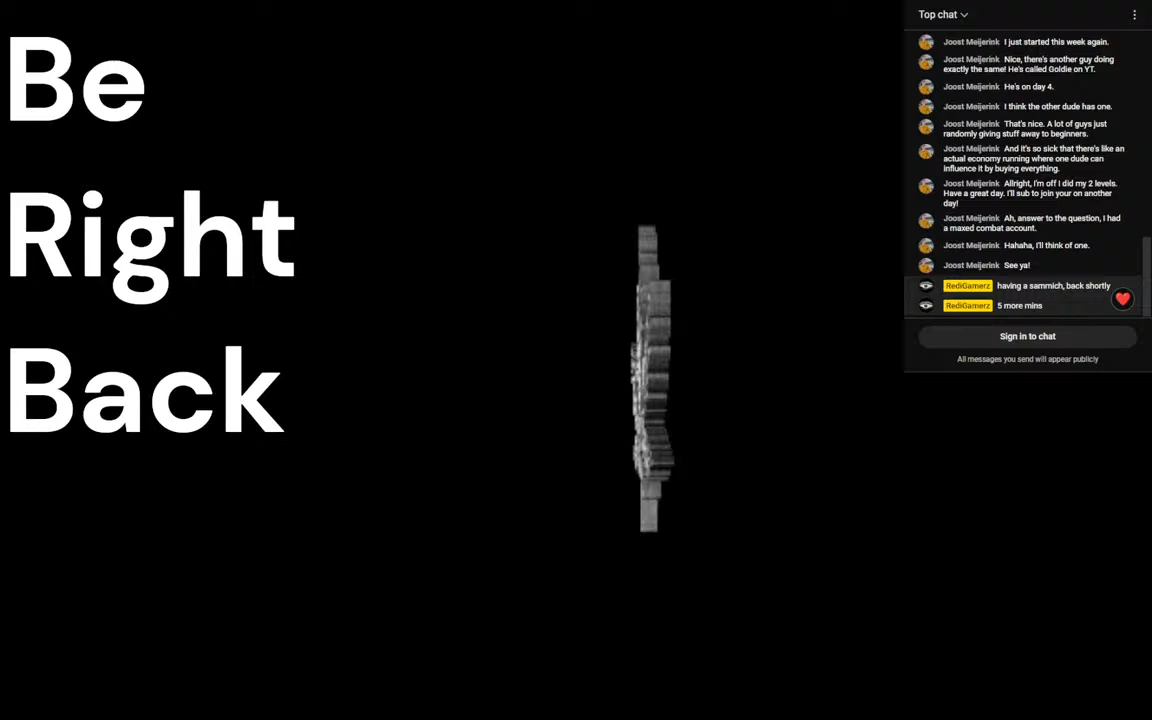 Be
Right
Back
Top chat
Joost Meijerink I just started this week again.
Joost Meijerink Nice, there's another guy doing
exactly the same! He's called Goldie on YT.
Joost Meijerink He's on day 4.
Joost Meijerink I think the other dude has one.
Joost Meijerink That's nice. A lot of guys just
randomly giving stuff away to beginners.
Joost Meijerink And it's so sick that there's like an
actual economy running where one dude can
influence it by buying everything.
Joost Meijerink Allright, I'm off I did my 2 levels.
Have a great day. I'll sub to join your on another
day!
Joost Meijerink Ah, answer to the question, I had
a maxed combat account.
Joost Meijerink Hahaha, I'll think of one.
Joost Meijerink See ya!
RediGamerz having a sammich, back shortly
RediGamerz 5 more mins
Sign in to chat
All messages you send will appear publicly